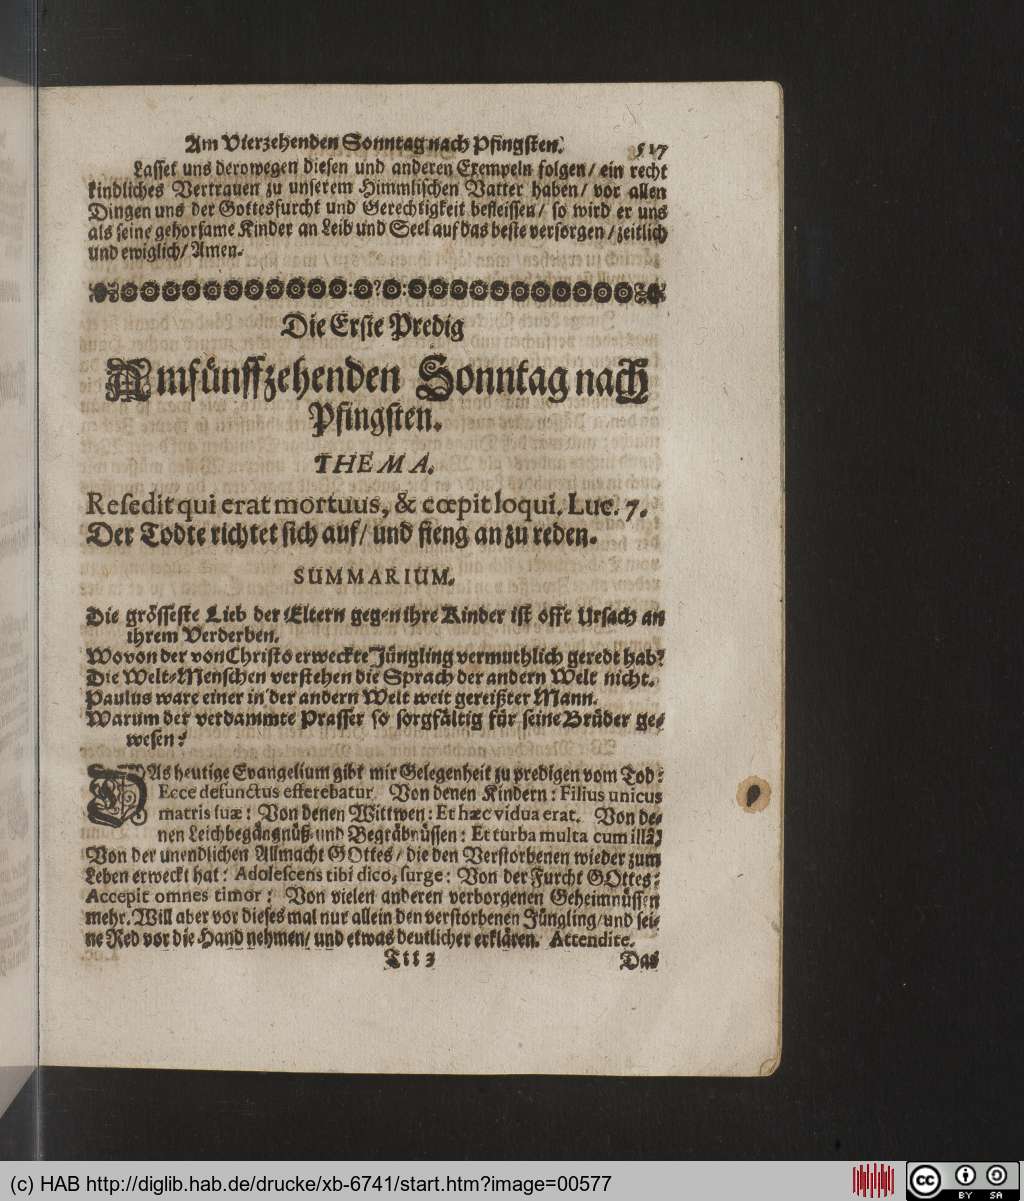 Am Vierzehenden Sonntag nach Pfingsten. 517
Lasset uns derowegen diesen und anderen Exempeln folgen/ ein recht
kindliches Vertrauen zu unserem Himmlischen Vatter haben/ vor allen
Dingen uns der Gottesfurcht und Gerechtigkeit befleissen/ so wird er uns
als seine gehorsame Kinder an Leib und Seel auf das beste versorgen/ zeitlich
und ewiglich/ Amen.
Die Erste Predig
Am fünffzehenden Sonntag nach
Pfingsten.
THEMA.
Reſedit qui erat mortuus, & cœpit loqui. Luc. 7.
Der Todte richtet sich auf/ und fieng an zu reden.
SUMMARIUM.
Die grösseste Lieb der Eltern gegen ihre Kinder ist offt Ursach an
ihrem Verderben.
Wovon der von Christo erweckte Jüngling vermuthlich geredt hab?
Die Welt-Menschen verstehen die Sprach der andern Welt nicht.
Paulus ware einer in der andern Welt weit gereißter Mann.
Warum der verdammte Prasser so sorgfältig für seine Brüder ge-
wesen?
DAs heutige Evangelium gibt mir Gelegenheit zu predigen vom Tod:
Ecce defunctus efferebatur. Von denen Kindern: Filius unicus
matris ſuæ: Von denen Wittwen: Et hæc vidua erat. Von de-
nen Leichbegängnüß und Begräbnüssen: Et turba multa cum illâ;
Von der unendlichen Allmacht GOttes/ die den Verstorbenen wieder zum
Leben erweckt hat: Adoleſcens tibi dico, ſurge: Von der Furcht GOttes:
Accepit omnes timor: Von vielen anderen verborgenen Geheimnüssen
mehr. Will aber vor dieses mal nur allein den verstorbenen Jüngling/ und sei-
ne Red vor die Hand nehmen/ und etwas deutlicher erklären. Attendite.
Ttt 3 Das
(c) HAB http://diglib.hab.de/drucke/xb-6741/start.htm?image=00577
cc BY SA